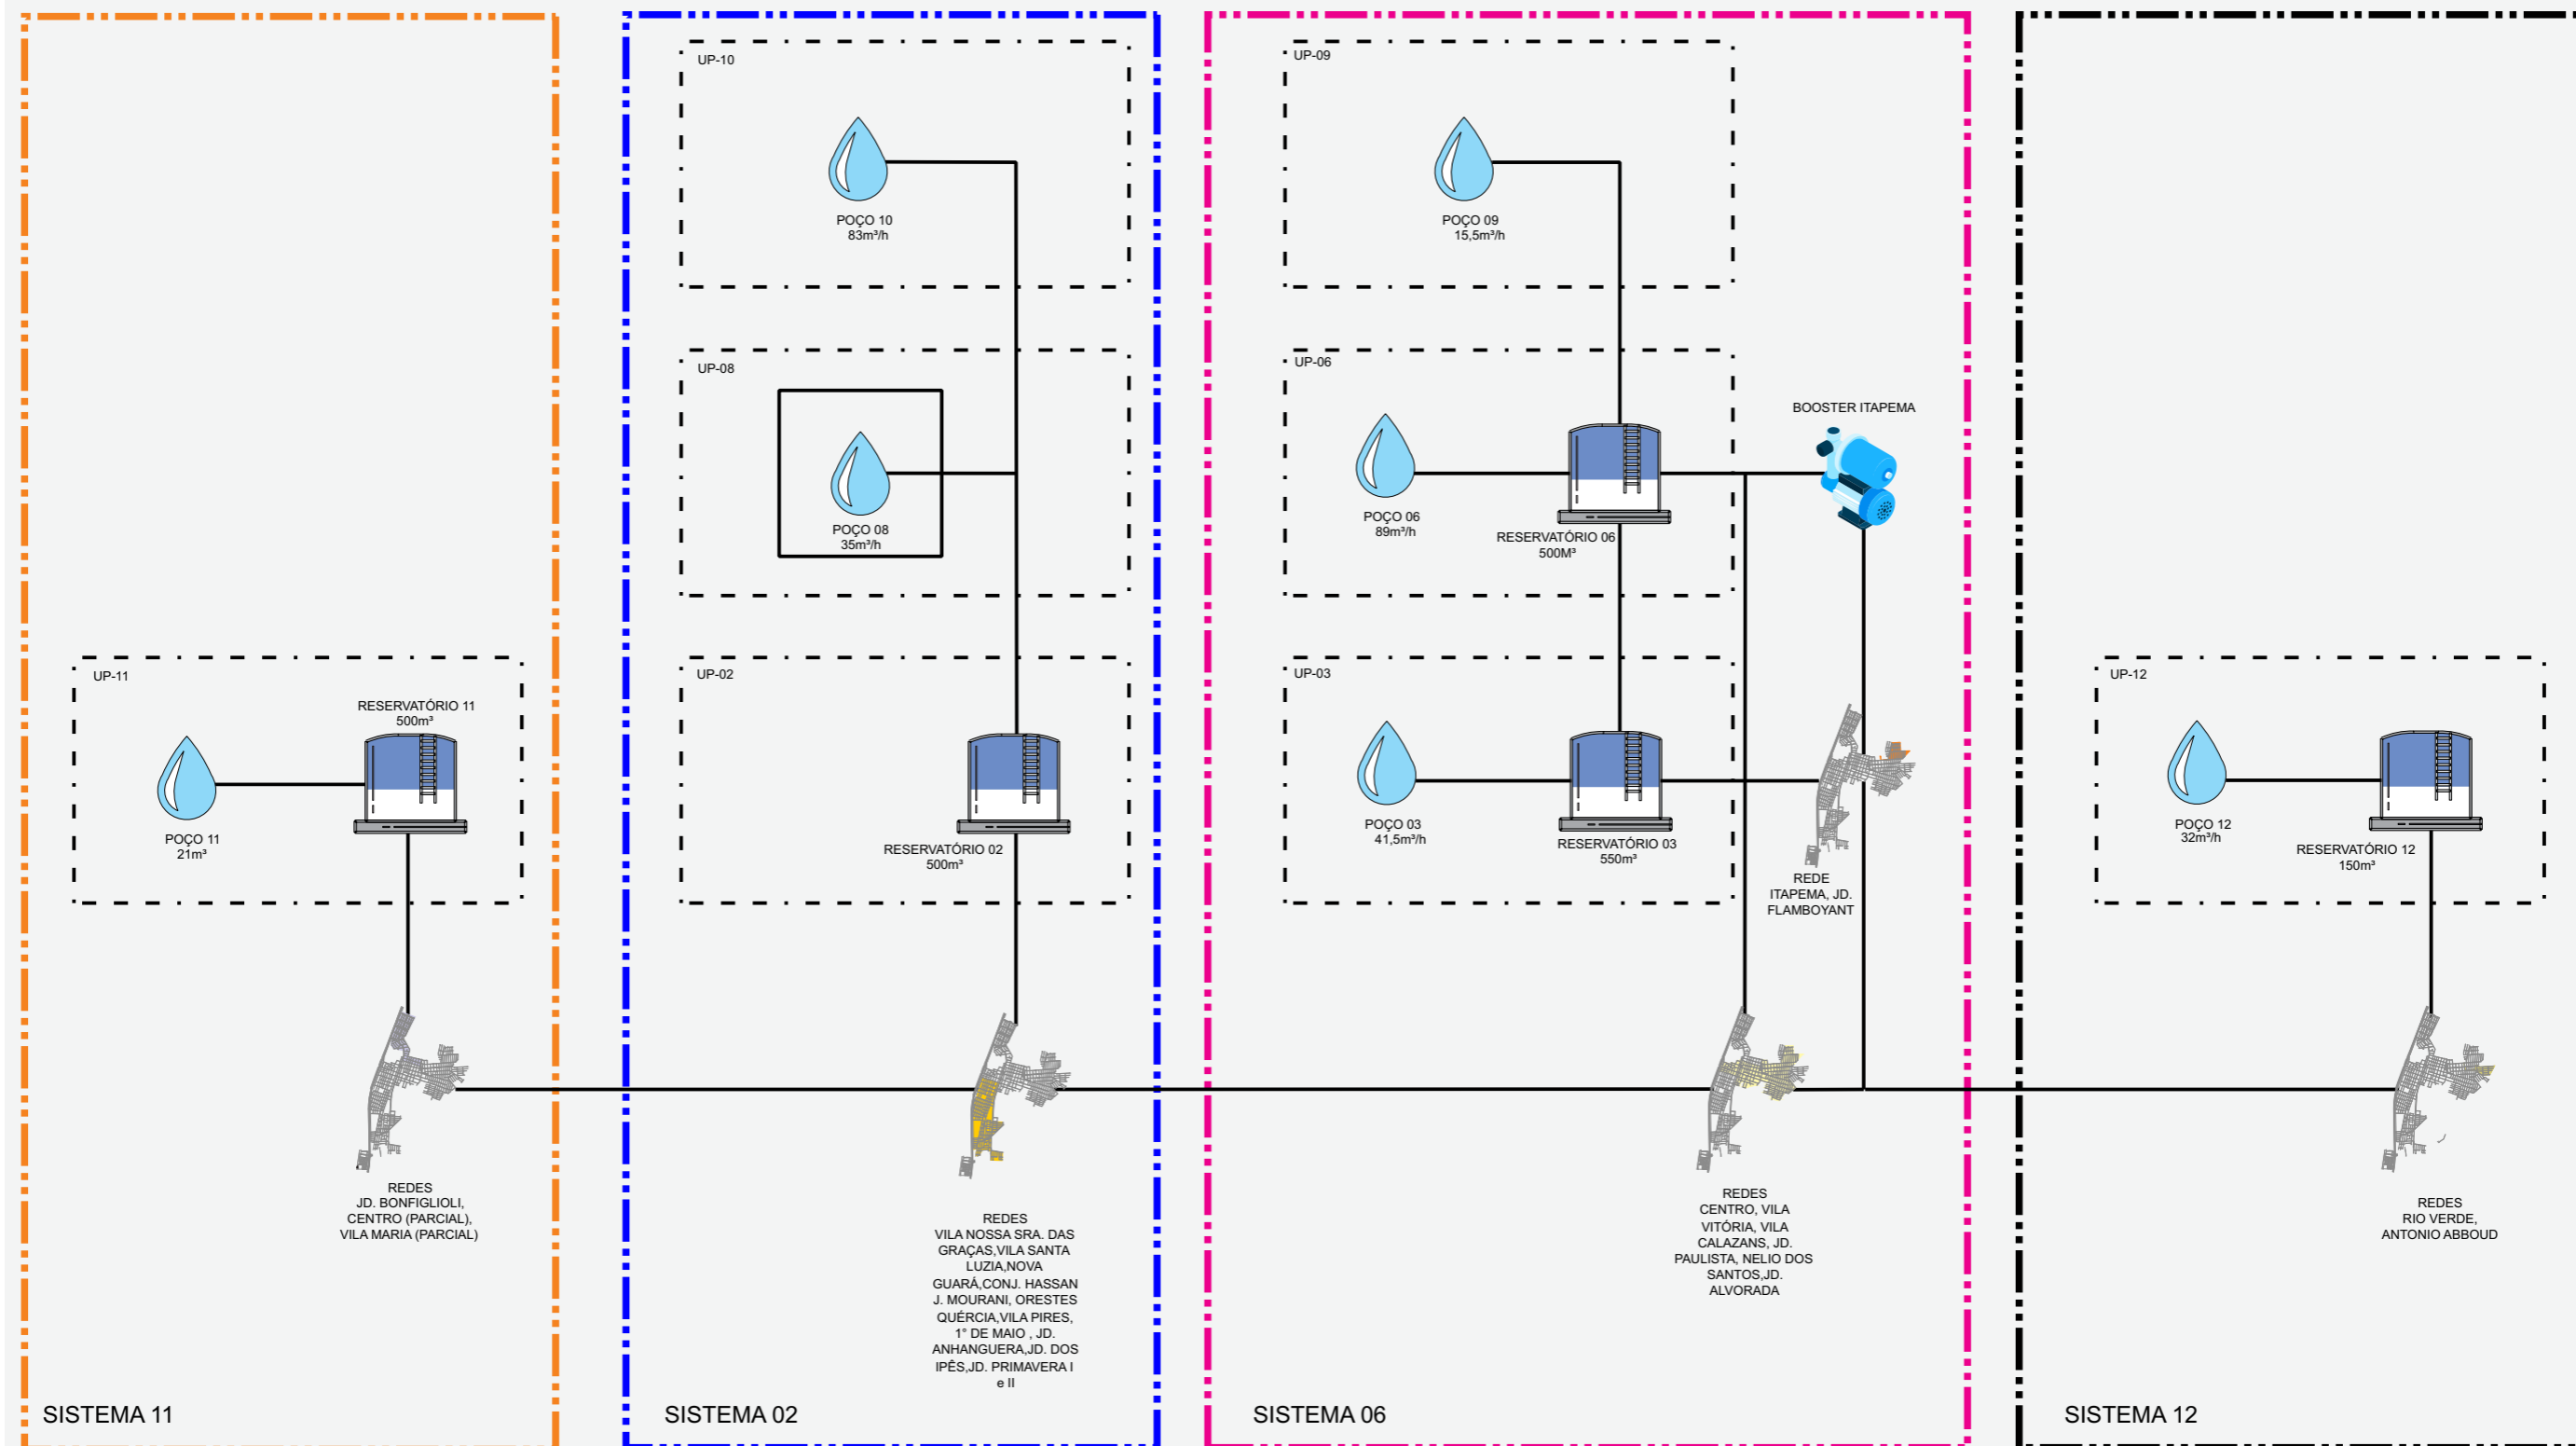 UP-11
RESERVATÓRIO 11
500m³
POÇO 11
21m³
REDES
JD. BONFIGLIOLI,
CENTRO (PARCIAL),
VILA MARIA (PARCIAL)
SISTEMA 11
UP-10
POÇO 10
83m³/h
UP-08
POÇO 08
35m³/h
UP-02
RESERVATÓRIO 02
500m³
REDES
VILA NOSSA SRA. DAS
GRAÇAS,VILA SANTA
LUZIA,NOVA
GUARÁ,CONJ. HASSAN
J. MOURANI, ORESTES
QUÉRCIA,VILA PIRES,
1° DE MAIO , JD.
ANHANGUERA,JD. DOS
IPÊS,JD. PRIMAVERA I
e II
SISTEMA 02
UP-09
POÇO 09
15,5m³/h
UP-06
POÇO 06
89m³/h
RESERVATÓRIO 06
500M³
BOOSTER ITAPEMA
UP-03
POÇO 03
41,5m³/h
RESERVATÓRIO 03
550m³
REDE
ITAPEMA, JD.
FLAMBOYANT
REDES
CENTRO, VILA
VITÓRIA, VILA
CALAZANS, JD.
PAULISTA, NELIO DOS
SANTOS,JD.
ALVORADA
SISTEMA 06
UP-12
POÇO 12
32m³/h
RESERVATÓRIO 12
150m³
REDES
RIO VERDE,
ANTONIO ABBOUD
SISTEMA 12